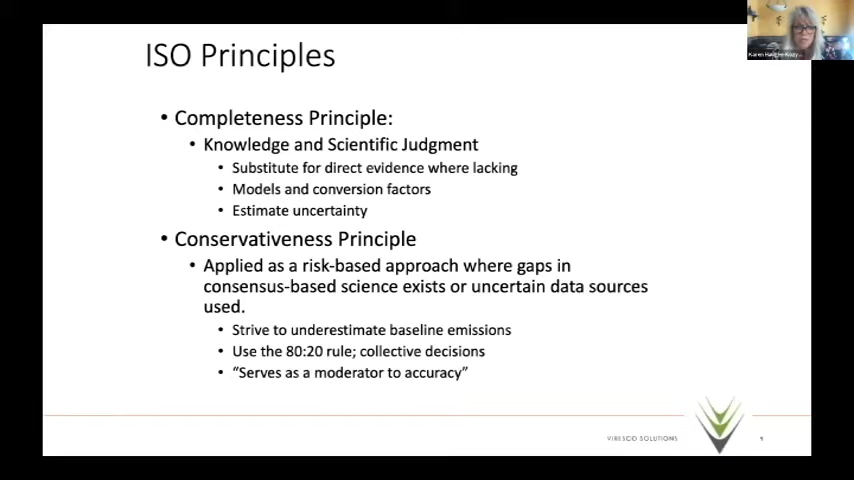 ISO Principles
• Completeness Principle:
• Knowledge and Scientific Judgment
• Substitute for direct evidence where lacking
• Models and conversion factors
• Estimate uncertainty
• Conservativeness Principle
• Applied as a risk-based approach where gaps in
consensus-based science exists or uncertain data sources
used.
• Strive to underestimate baseline emissions
• Use the 80:20 rule; collective decisions
• “Serves as a moderator to accuracy”
VIRESCO SOLUTIONS
Karen